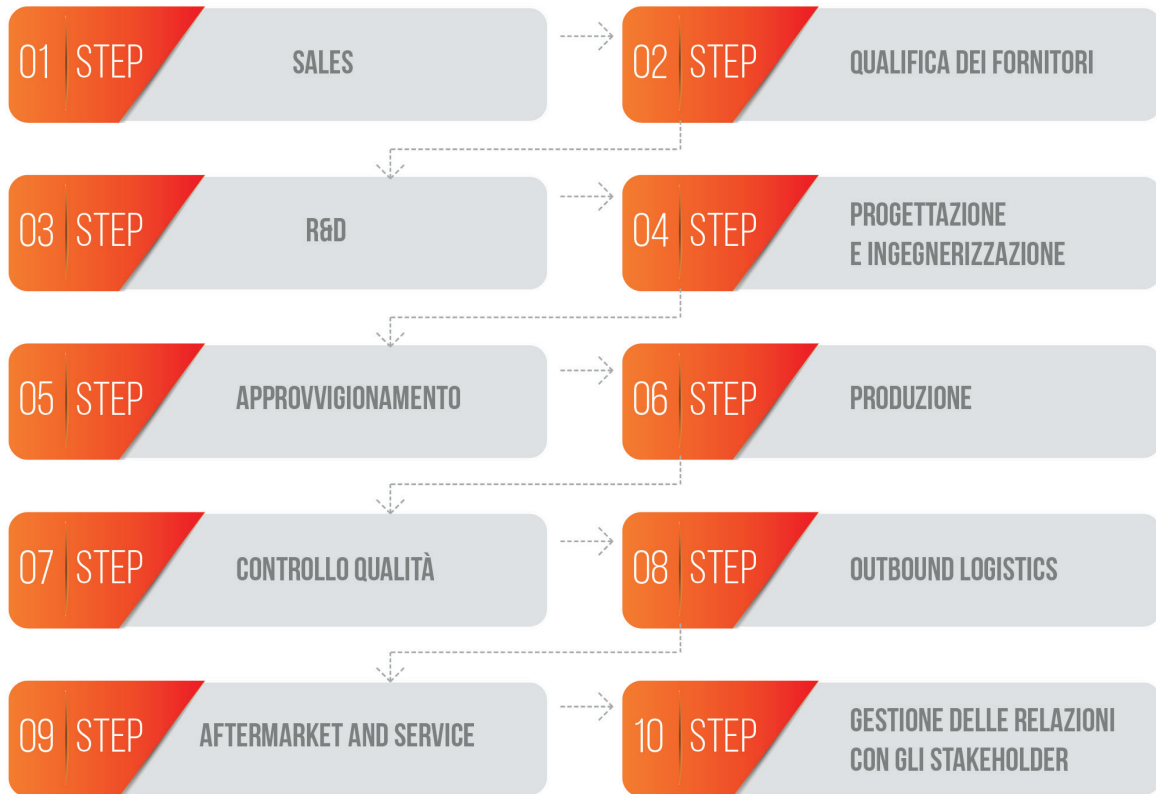 01 STEP
SALES
02 STEP
QUALIFICA DEI FORNITORI
03 STEP
R&D
04 STEP
PROGETTAZIONE
E INGEGNERIZZAZIONE
05 STEP
APPROVVIGIONAMENTO
06 STEP
PRODUZIONE
07 STEP
CONTROLLO QUALITÀ
08 STEP
OUTBOUND LOGISTICS
09 STEP
AFTERMARKET AND SERVICE
10 STEP
GESTIONE DELLE RELAZIONI
CON GLI STAKEHOLDER